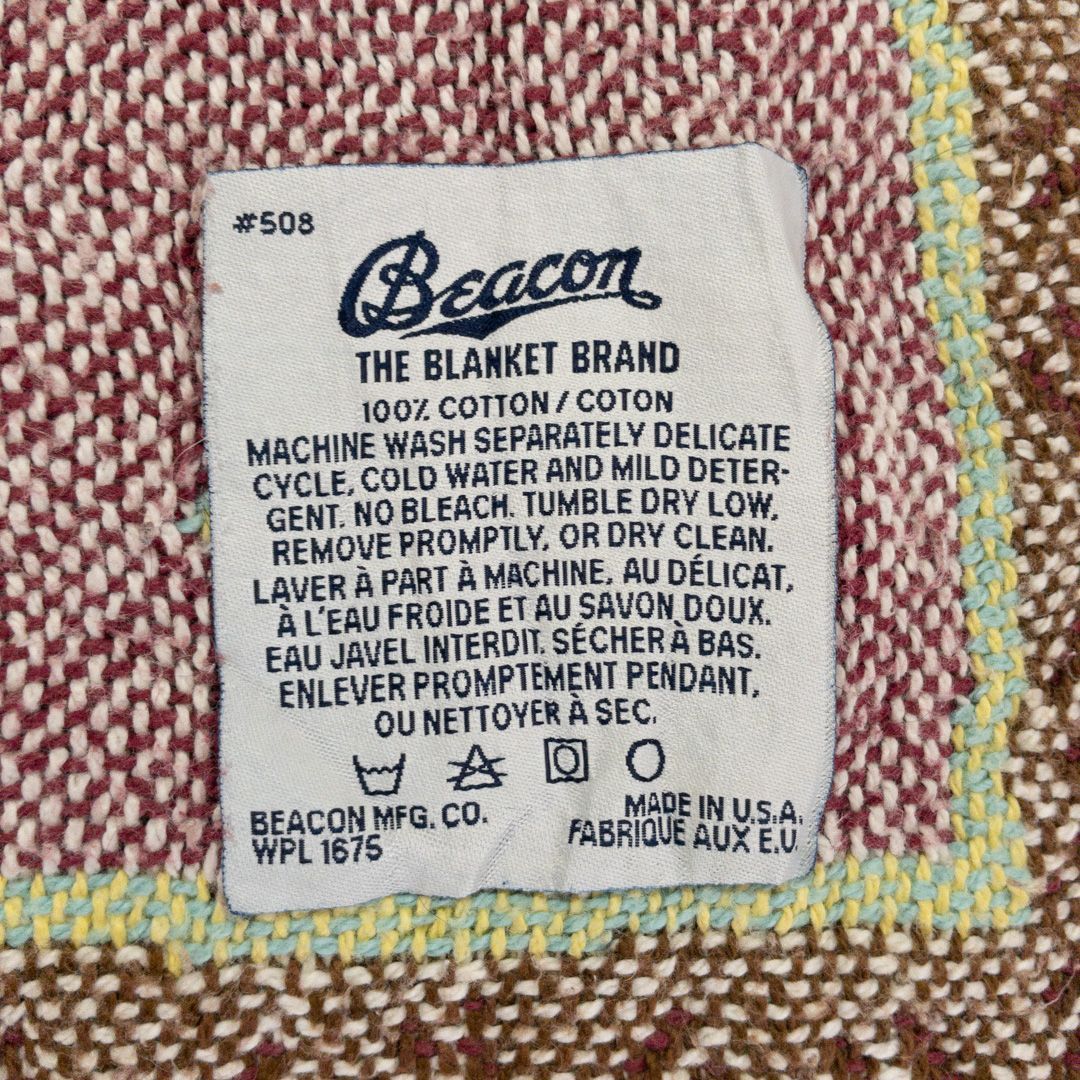 #508
Beacon
THE BLANKET BRAND
100% COTTON / COTON
MACHINE WASH SEPARATELY DELICATE
CYCLE, COLD WATER AND MILD DETER-
GENT. NO BLEACH. TUMBLE DRY LOW,
REMOVE PROMPTLY, OR DRY CLEAN.
LAVER À PART À MACHINE, AU DÉLICAT,
À L'EAU FROIDE ET AU SAVON DOUX.
EAU JAVEL INTERDIT. SÉCHER À BAS.
ENLEVER PROMPTEMENT PENDANT,
OU NETTOYER À SEC.
BEACON MFG. CO.
WPL 1675
MADE IN U.S.A.
FABRIQUE AUX E.U.